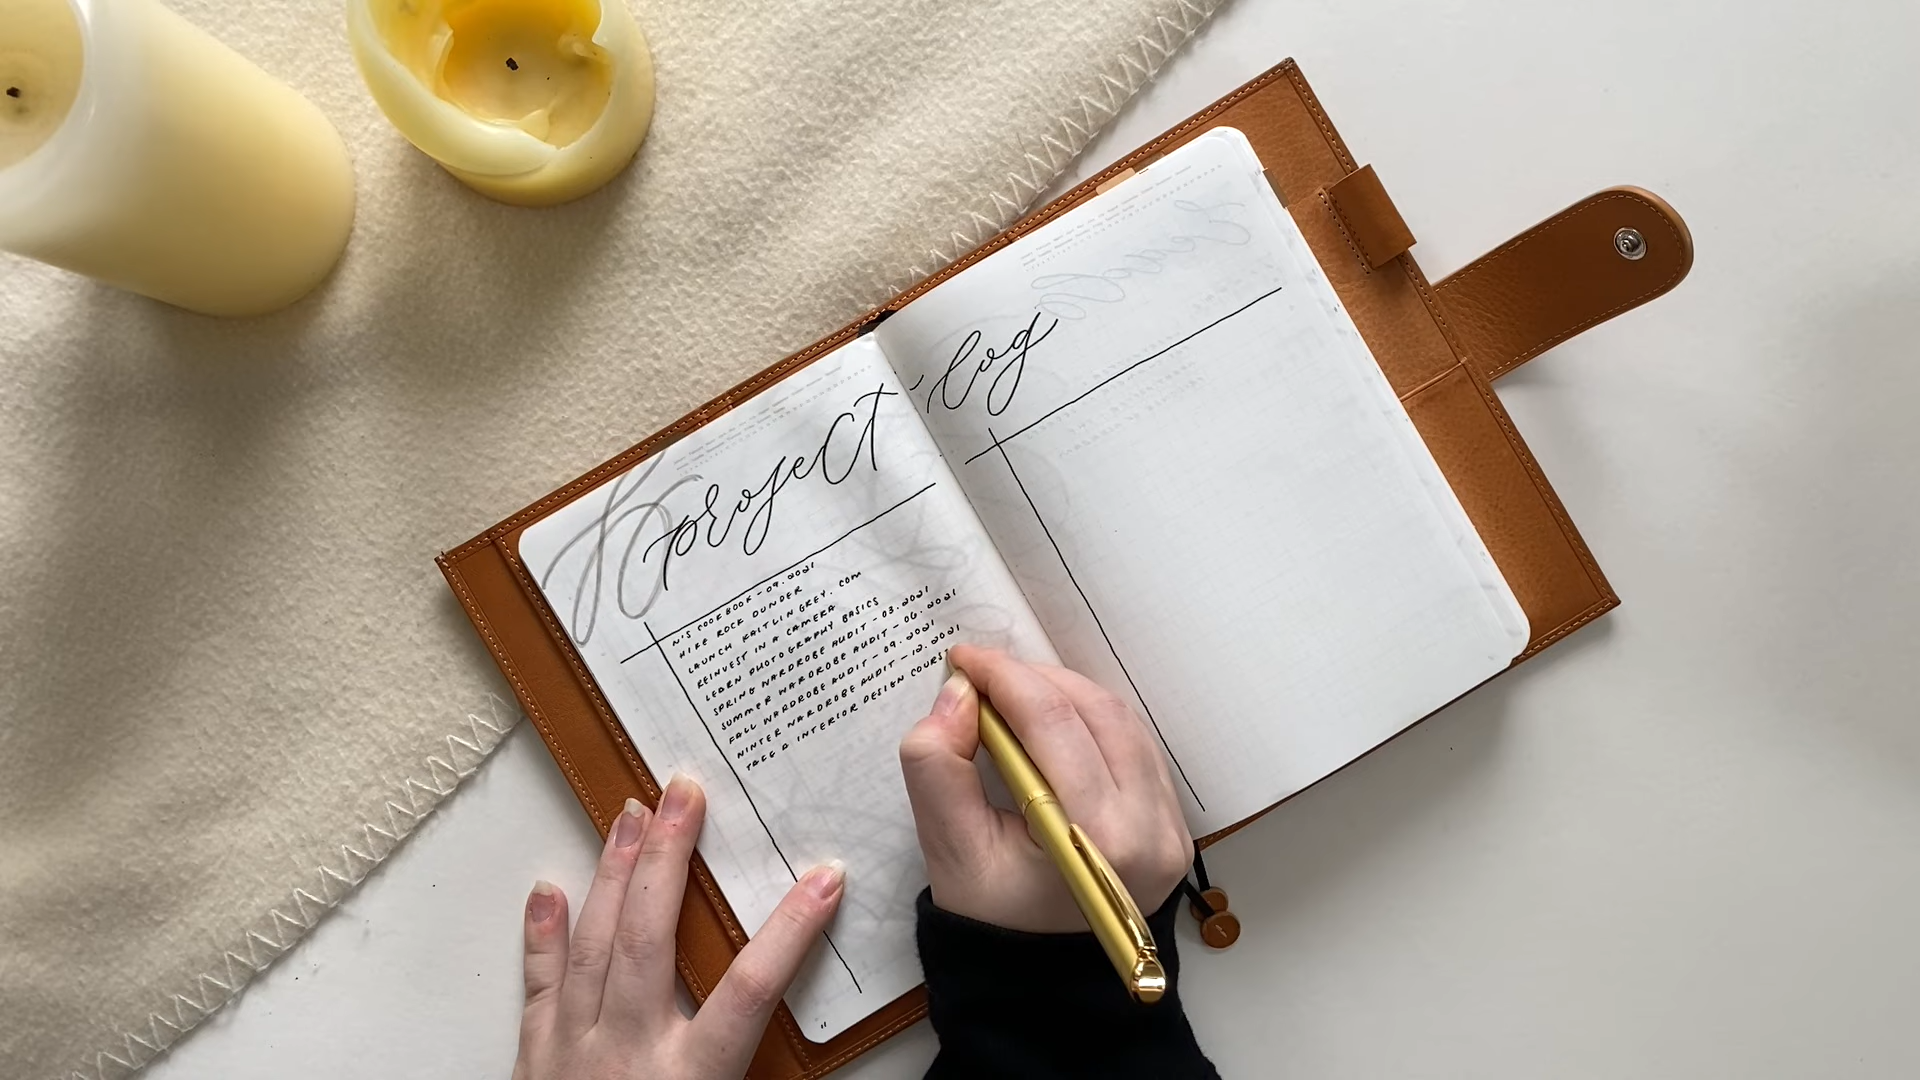 project - log
N's COOKBOOK - 09.2021
HIKE ROCK DUNDER
LAUNCH KAITLINGREY.COM
REINVEST IN A CAMERA
LEARN PHOTOGRAPHY BASICS
SPRING WARDROBE AUDIT - 03.2021
SUMMER WARDROBE AUDIT - 06.2021
FALL WARDROBE AUDIT - 09.2021
WINTER WARDROBE AUDIT - 12.2021
TAKE A INTERIOR DESIGN COURSE